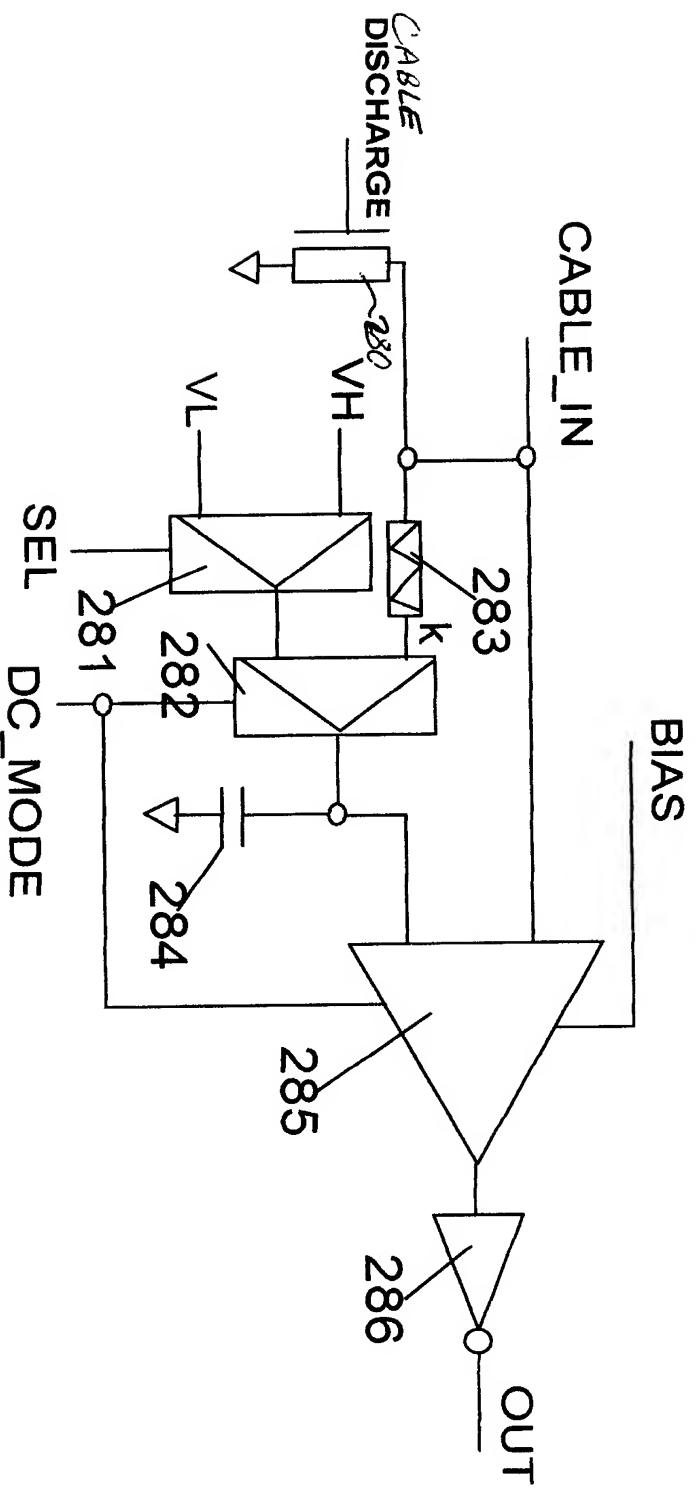 BIAS
CABLE_IN
CABLE
DISCHARGE
280
283
k
VH
VL
SEL
281
282
DC_MODE
284
285
286
OUT